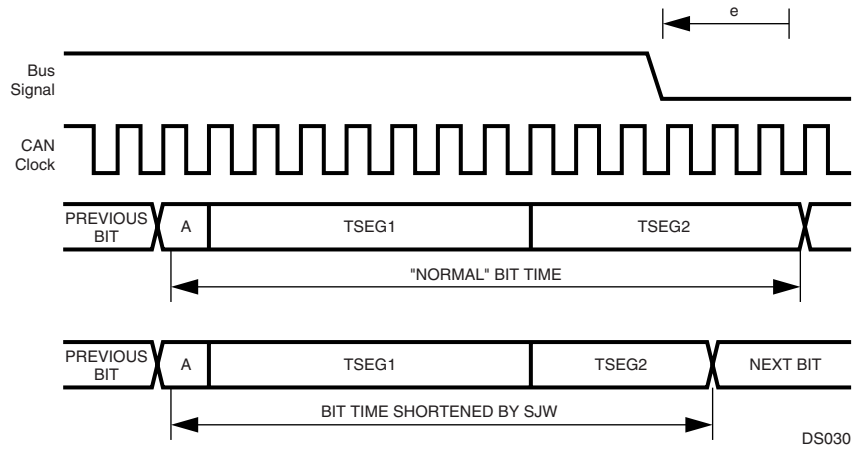 e
Bus
Signal
CAN
Clock
PREVIOUS
BIT
A
TSEG1
TSEG2
"NORMAL" BIT TIME
PREVIOUS
BIT
A
TSEG1
TSEG2
NEXT BIT
BIT TIME SHORTENED BY SJW
DS030